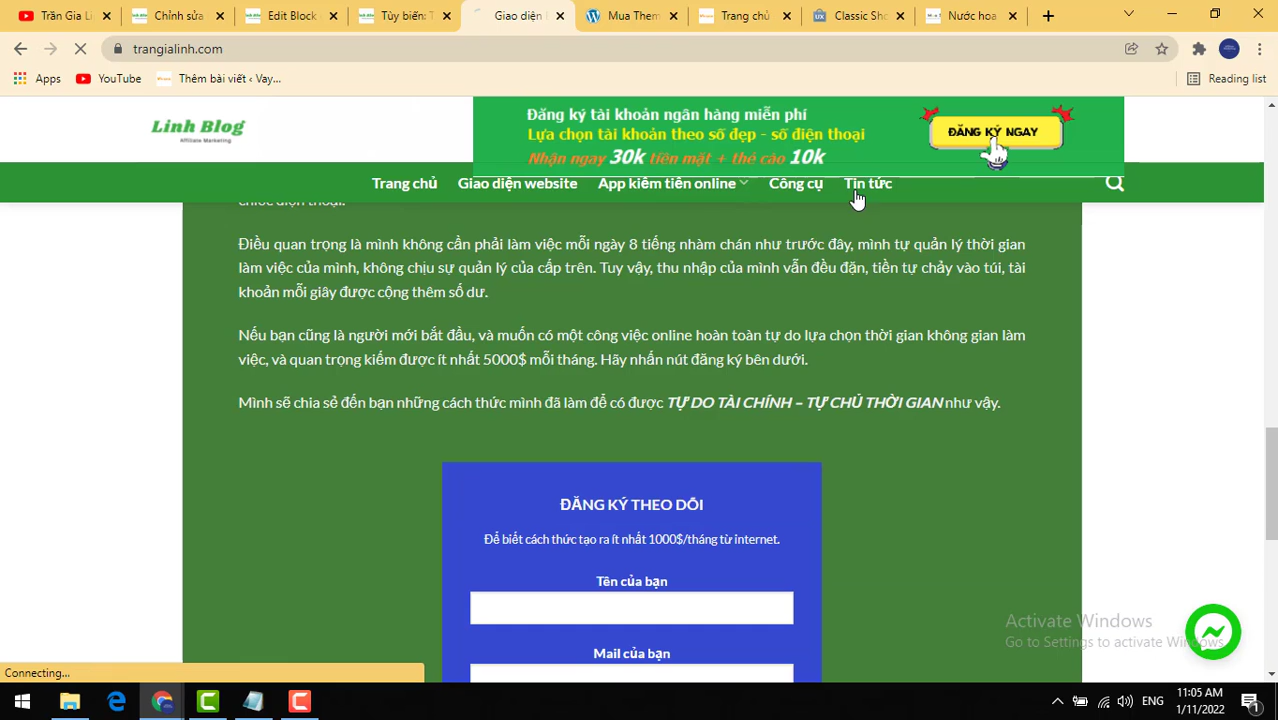 Trần Gia Li
Chỉnh sửa
Edit Block
Tùy biến: T
Giao diện
Mua Them
Trang chủ
Classic Sho
Nước hoa
trangialinh.com
Apps
YouTube
Thêm bài viết ‹ Vay...
Reading list
Linh Blog
Affiliate Marketing
Đăng ký tài khoản ngân hàng miễn phí
Lựa chọn tài khoản theo số đẹp - số điện thoại
Nhận ngay 30k tiền mặt + thẻ cào 10k
ĐĂNG KÝ NGAY
Trang chủ
Giao diện website
App kiếm tiền online
Công cụ
Tin tức
chiếc điện thoại.
Điều quan trọng là mình không cần phải làm việc mỗi ngày 8 tiếng nhàm chán như trước đây, mình tự quản lý thời gian
làm việc của mình, không chịu sự quản lý của cấp trên. Tuy vậy, thu nhập của mình vẫn đều đặn, tiền tự chảy vào túi, tài
khoản mỗi giây được cộng thêm số dư.
Nếu bạn cũng là người mới bắt đầu, và muốn có một công việc online hoàn toàn tự do lựa chọn thời gian không gian làm
việc, và quan trọng kiếm được ít nhất 5000$ mỗi tháng. Hãy nhấn nút đăng ký bên dưới.
Mình sẽ chia sẻ đến bạn những cách thức mình đã làm để có được TỰ DO TÀI CHÍNH – TỰ CHỦ THỜI GIAN như vậy.
ĐĂNG KÝ THEO DÕI
Để biết cách thức tạo ra ít nhất 1000$/tháng từ internet.
Tên của bạn
Mail của bạn
Activate Windows
Go to Settings to activate Windows.
Connecting...
ENG
11:05 AM
1/11/2022